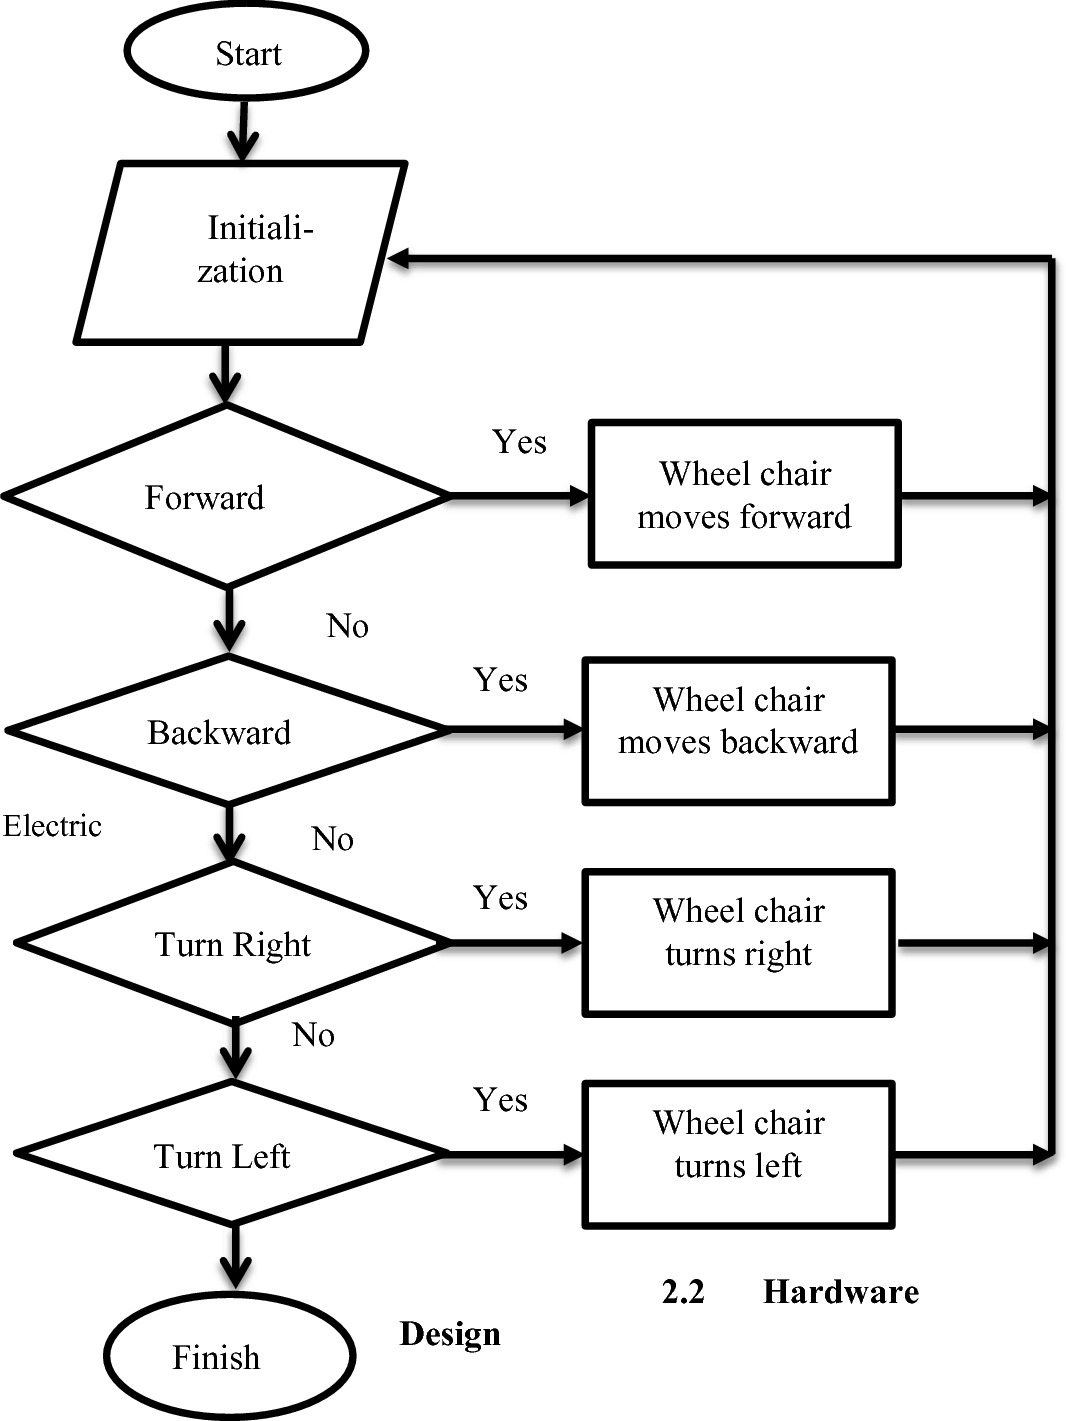 Start
Initiali-
zation
Forward
Yes
Wheel chair
moves forward
No
Backward
Yes
Wheel chair
moves backward
Electric
No
Turn Right
Yes
Wheel chair
turns right
No
Turn Left
Yes
Wheel chair
turns left
2.2 Hardware
Design
Finish